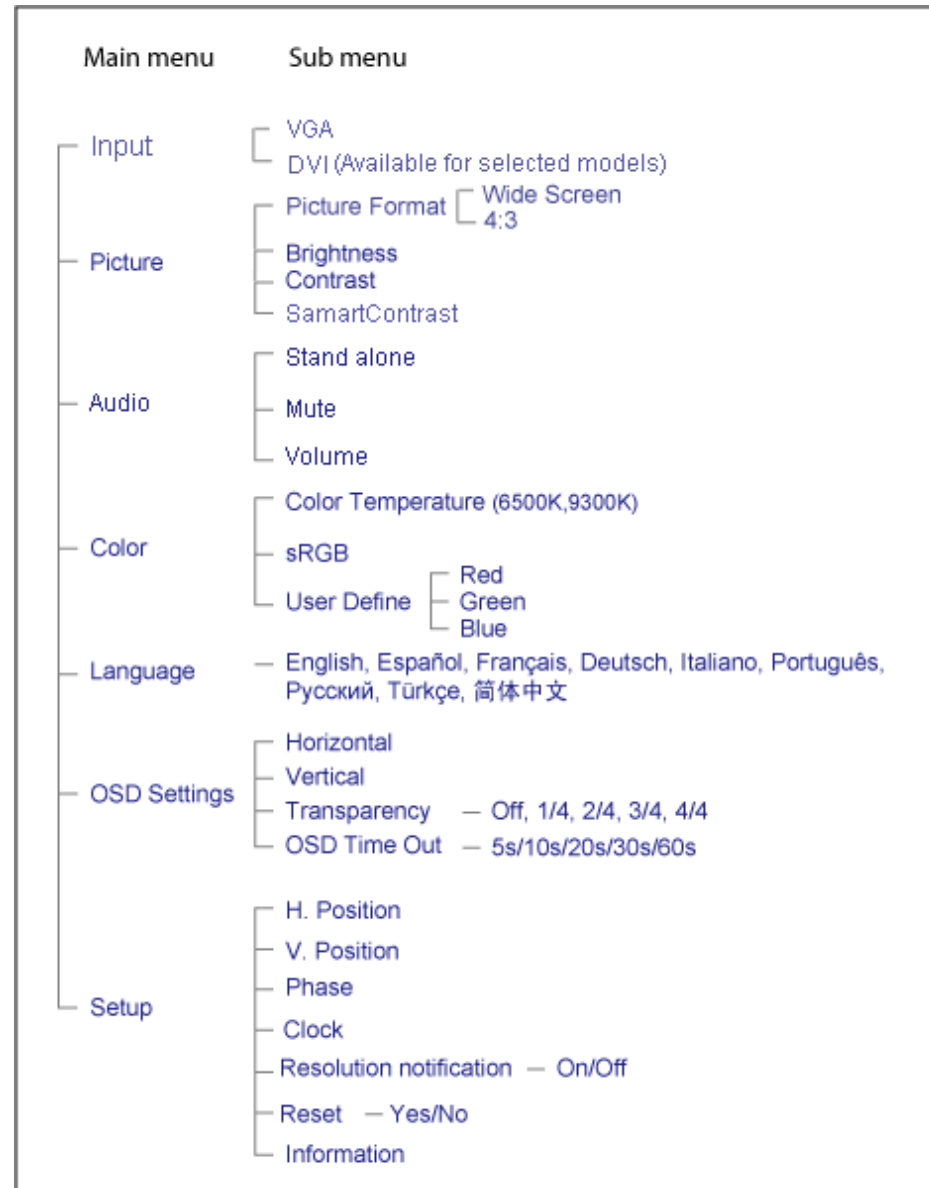 Main menu Sub menu
Input
VGA
DVI (Available for selected models)
Picture
Picture Format
Wide Screen
4:3
Brightness
Contrast
SamartContrast
Audio
Stand alone
Mute
Volume
Color
Color Temperature (6500K,9300K)
sRGB
User Define
Red
Green
Blue
Language
English, Español, Français, Deutsch, Italiano, Português,
Русский, Türkçe, 简体中文
OSD Settings
Horizontal
Vertical
Transparency — Off, 1/4, 2/4, 3/4, 4/4
OSD Time Out — 5s/10s/20s/30s/60s
Setup
H. Position
V. Position
Phase
Clock
Resolution notification — On/Off
Reset — Yes/No
Information